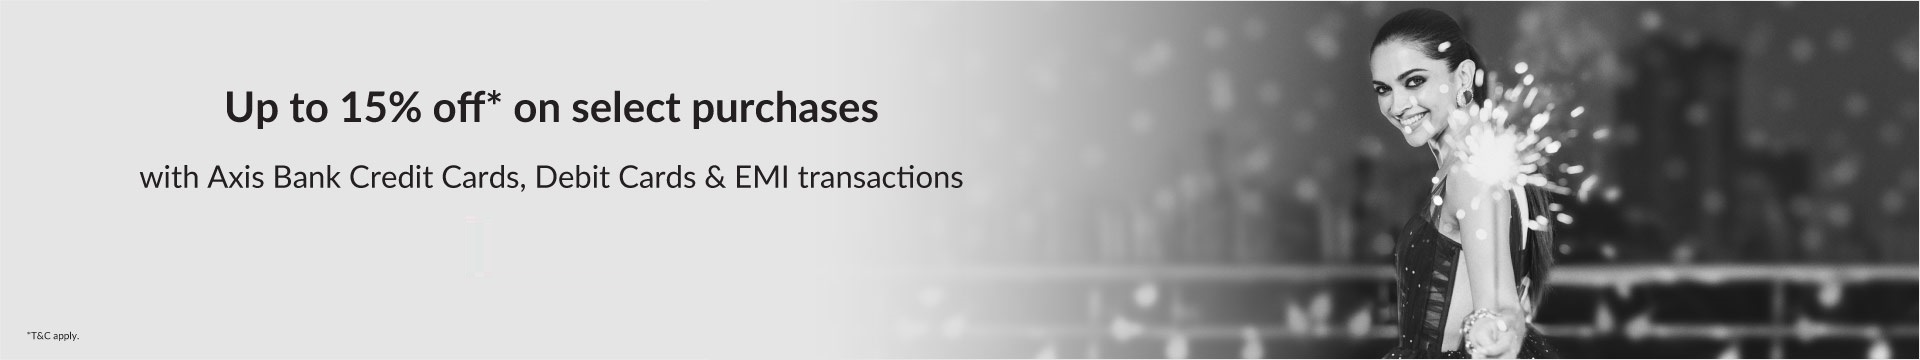 Up to 15% off* on select purchases
with Axis Bank Credit Cards, Debit Cards & EMI transactions
*T&C apply.